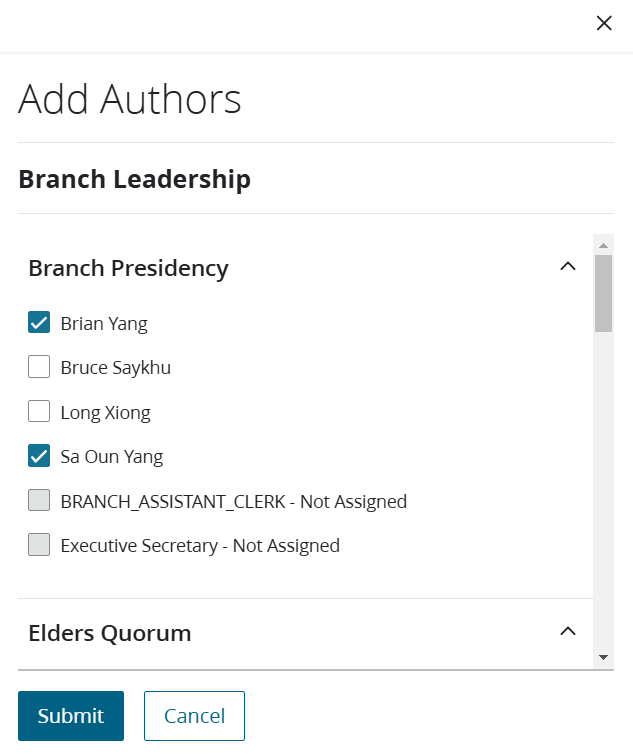 Add Authors
Branch Leadership
Branch Presidency
Brian Yang
Bruce Saykhu
Long Xiong
Sa Oun Yang
BRANCH_ASSISTANT_CLERK - Not Assigned
Executive Secretary - Not Assigned
Elders Quorum
Submit Cancel